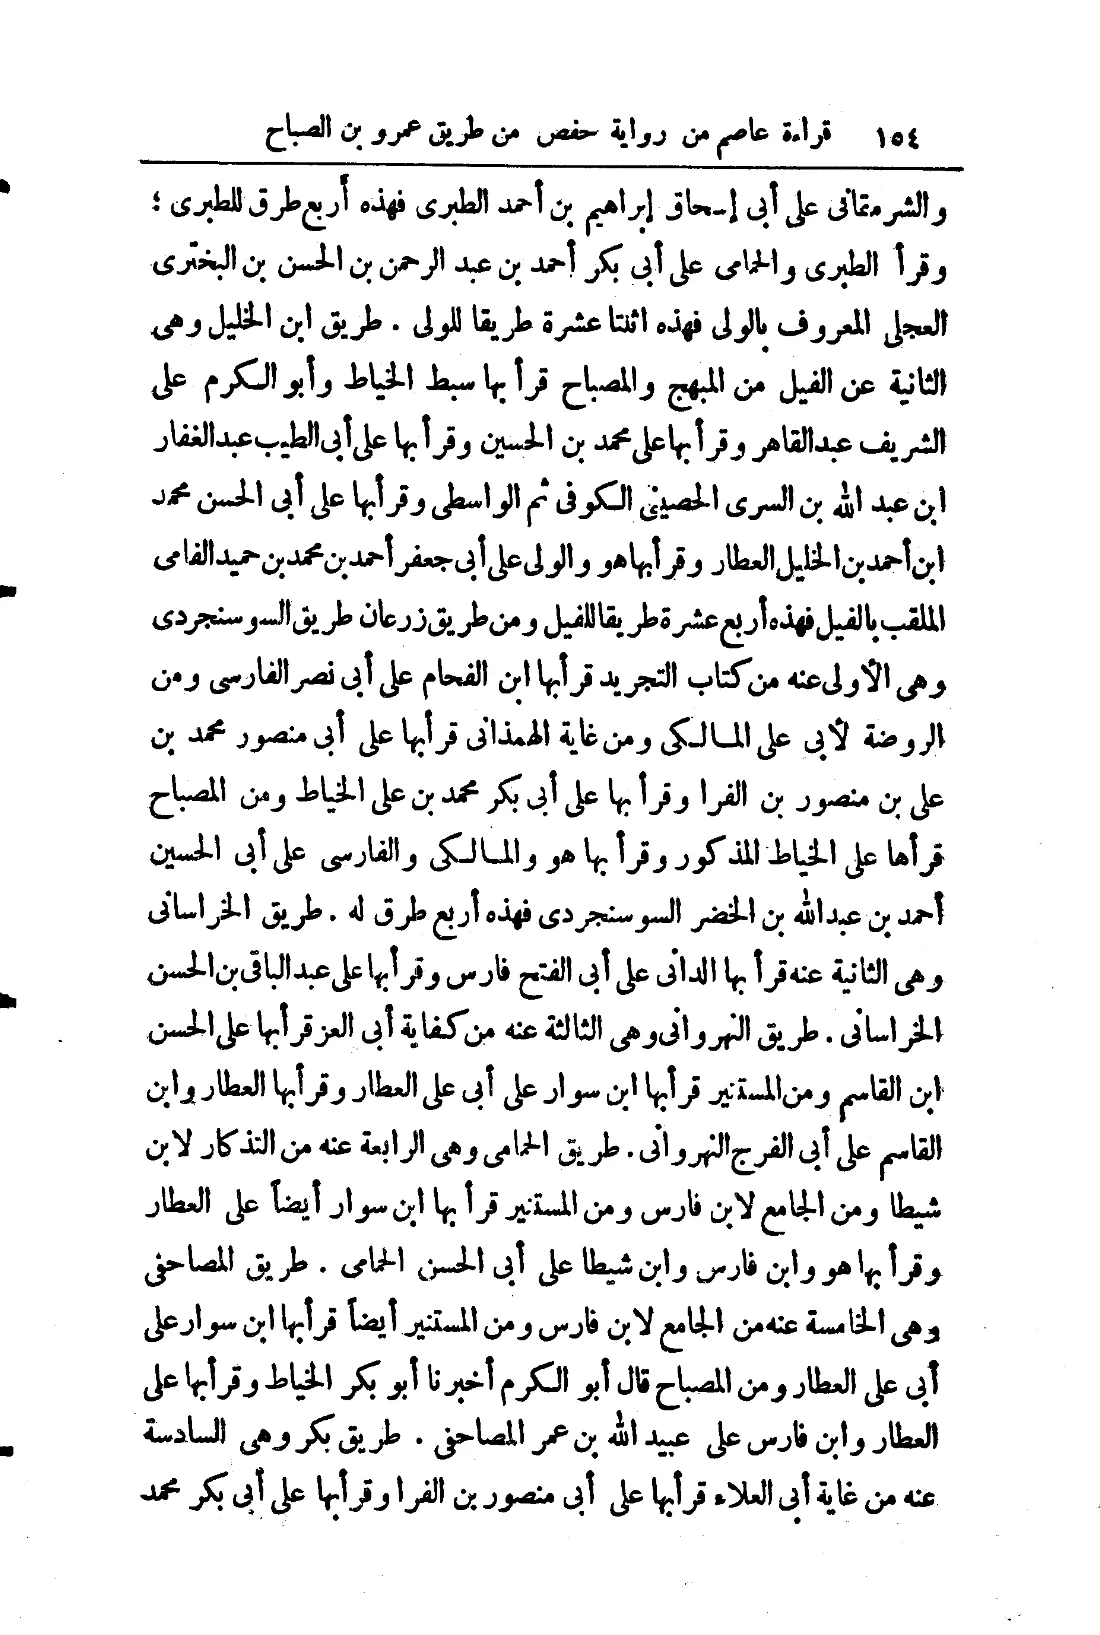 ١٥٤ قراءة عاصم من رواية حفص من طريق عمرو بن الصباح
والشرمقانى على أبى إسحاق إبراهيم بن أحمد الطبرى فهذه أربع طرق للطبرى ؛
وقرأ الطبرى والحمامى على أبى بكر أحمد بن عبد الرحمن بن الحسن بن البخترى
العجلى المعروف بالولى فهذه اثنتا عشرة طريقا للولى . طريق ابن الخليل وهى
الثانية عن الفيل من المبهج والمصباح قرأ بها سبط الخياط وأبو الكرم على
الشريف عبد القاهر وقرأ بها على محمد بن الحسين وقرأ بها على أبى الطيب عبد الغفار
ابن عبد الله بن السرى الحصينى الكوفى ثم الواسطى وقرأ بها على أبى الحسن محمد
ابن أحمد بن الخليل العطار وقرأ بها هو والولى على أبى جعفر أحمد بن محمد بن حميد الفامى
الملقب بالفيل فهذه أربع عشرة طريقا للفيل ومن طريق زرعان طريق السوسنجردى
وهى الأولى عنه من كتاب التجريد قرأ بها ابن الفحام على أبى نصر الفارسى ومن
الروضة لأبى على المالكى ومن غاية الهمذانى قرأ بها على أبى منصور محمد بن
على بن منصور بن الفرا وقرأ بها على أبى بكر محمد بن على الخياط ومن المصباح
قرأها على الخياط المذكور وقرأ بها هو والمالكى والفارسى على أبى الحسين
أحمد بن عبد الله بن الخضر السوسنجردى فهذه أربع طرق له . طريق الخراسانى
وهى الثانية عنه قرأ بها الدانى على أبى الفتح فارس وقرأ بها على عبد الباقى بن الحسن
الخراسانى . طريق النهروانى وهى الثالثة عنه من كفاية أبى العز قرأ بها على الحسن
ابن القاسم ومن المستنير قرأ بها ابن سوار على أبى على العطار وقرأ بها العطار وابن
القاسم على أبى الفرج النهروانى . طريق الحمامى وهى الرابعة عنه من التذكار لابن
شيطا ومن الجامع لابن فارس ومن المستنير قرأ بها ابن سوار أيضاً على العطار
وقرأ بها هو وابن فارس وابن شيطا على أبى الحسن الحمامى . طريق المصاحفى
وهى الخامسة عنه من الجامع لابن فارس ومن المستنير أيضاً قرأ بها ابن سوار على
أبى على العطار ومن المصباح قال أبو الكرم أخبرنا أبو بكر الخياط وقرأ بها على
العطار وابن فارس على عبيد الله بن عمر المصاحفى . طريق بكر وهى السادسة
عنه من غاية أبى العلاء قرأ بها على أبى منصور بن الفرا وقرأ بها على أبى بكر محمد